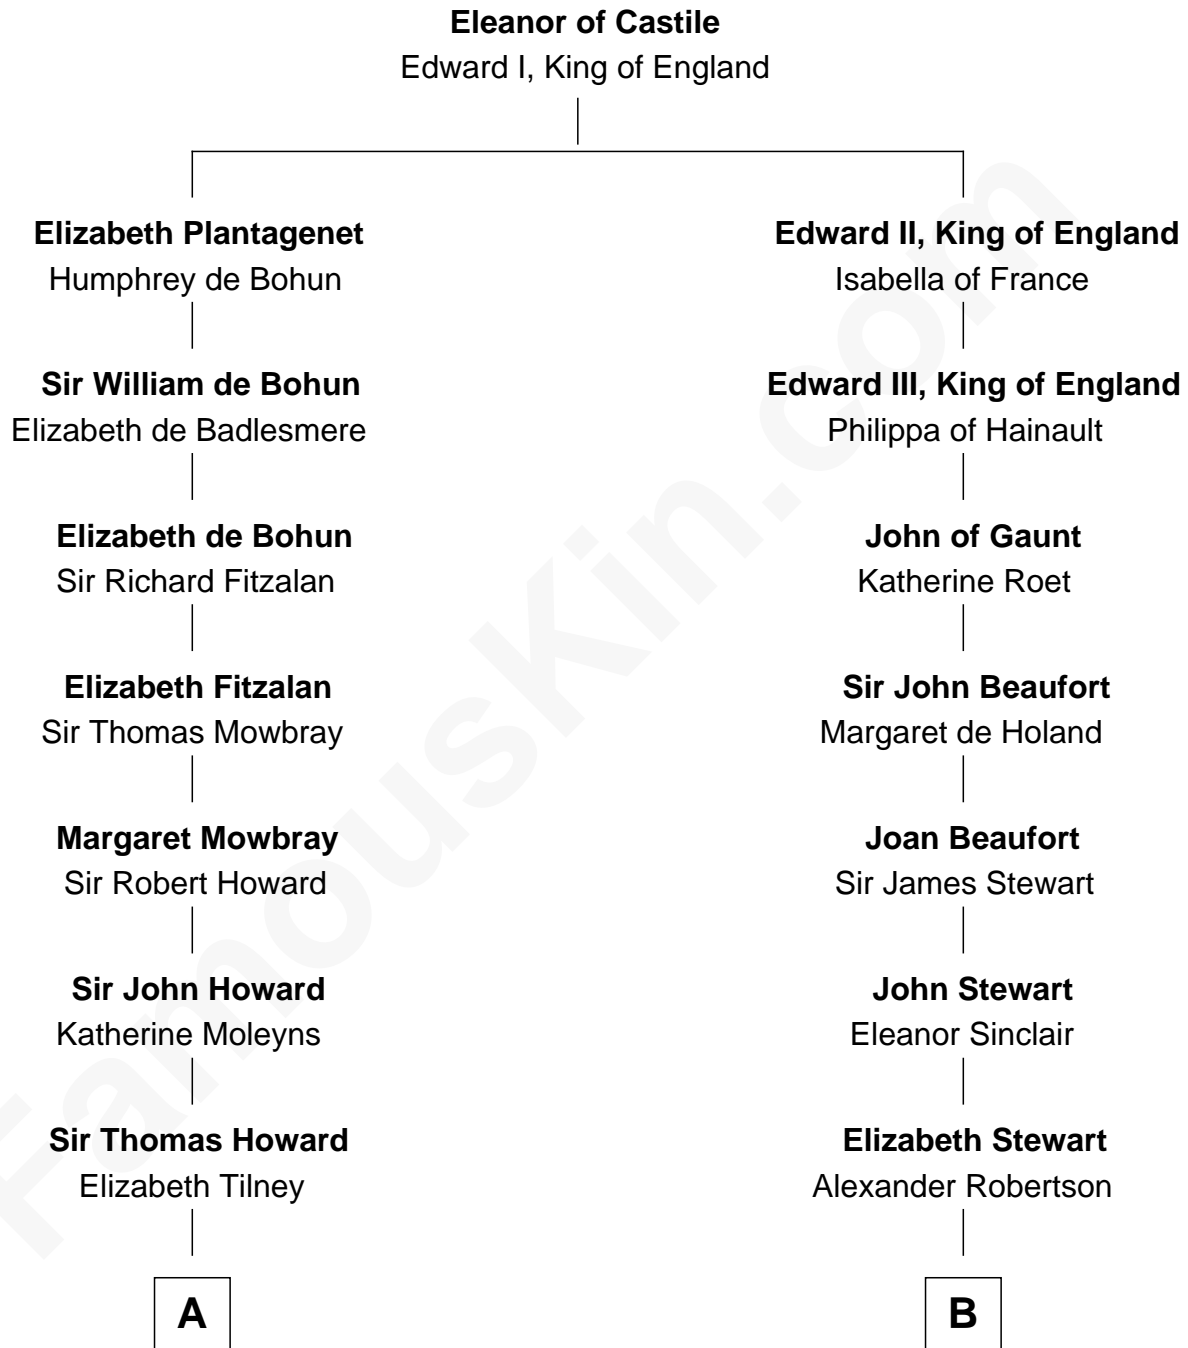 Eleanor of Castile
Edward I, King of England
Elizabeth Plantagenet
Humphrey de Bohun
Edward II, King of England
Isabella of France
Sir William de Bohun
Elizabeth de Badlesmere
Edward III, King of England
Philippa of Hainault
Elizabeth de Bohun
Sir Richard Fitzalan
John of Gaunt
Katherine Roet
Elizabeth Fitzalan
Sir Thomas Mowbray
Sir John Beaufort
Margaret de Holand
Margaret Mowbray
Sir Robert Howard
Joan Beaufort
Sir James Stewart
Sir John Howard
Katherine Moleyns
John Stewart
Eleanor Sinclair
Sir Thomas Howard
Elizabeth Tilney
Elizabeth Stewart
Alexander Robertson
A
B
FamousKin.com